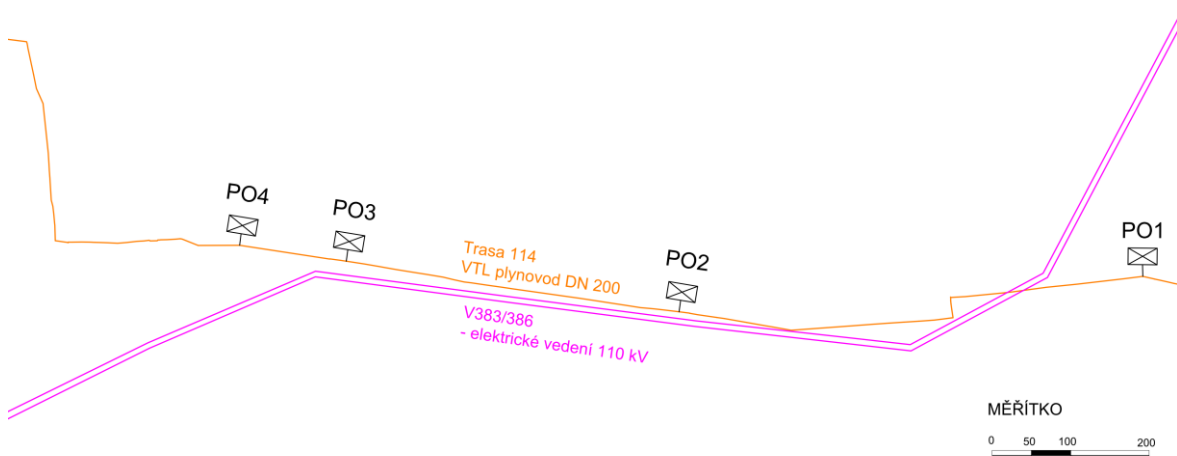 PO4
PO3
PO2
PO1
Trasa 114
VTL plynovod DN 200
V383/386
- elektrické vedení 110 kV
MĚŘÍTKO
0 50 100 200